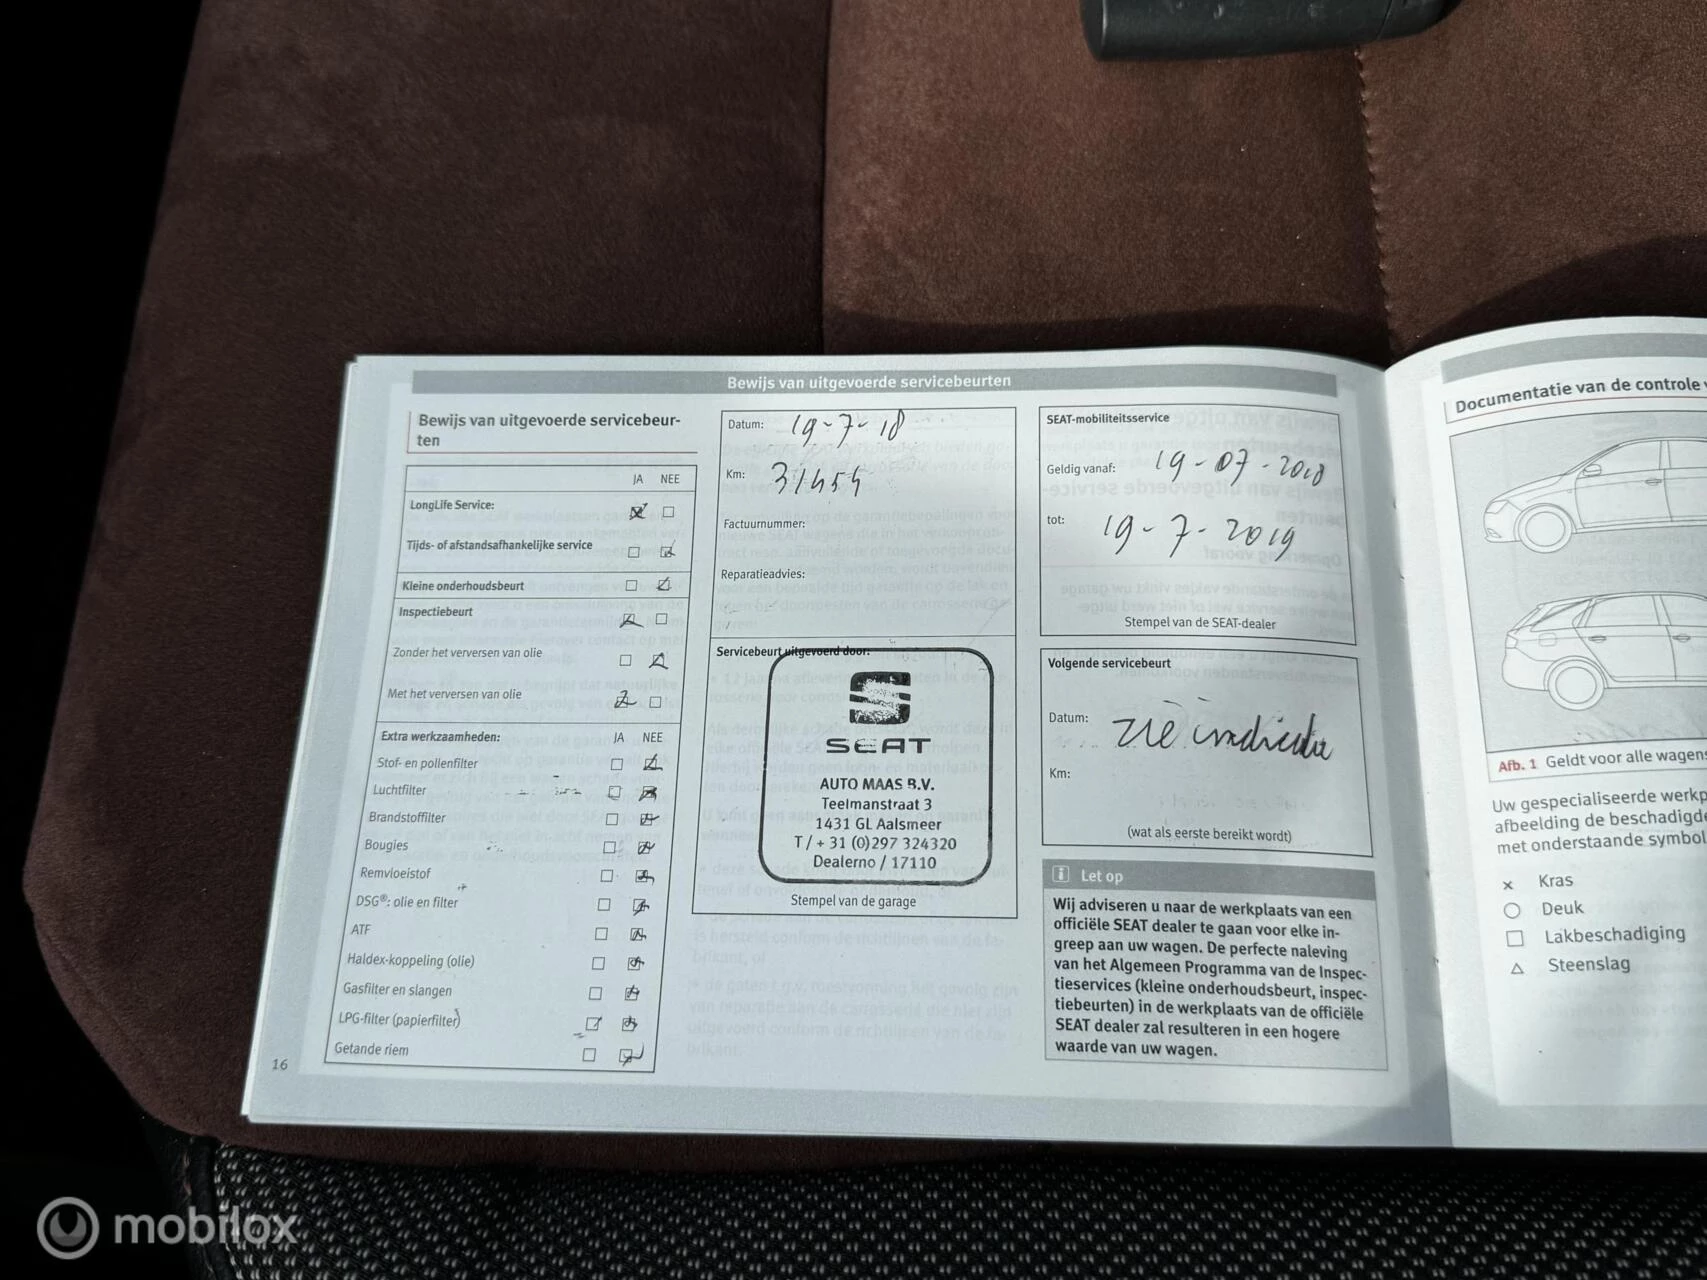 Bewijs van uitgevoerde servicebeurten
Bewijs van uitgevoerde servicebeur-
ten
JA NEE
LongLife Service:
Tijds- of afstandsafhankelijke service
Kleine onderhoudsbeurt
Inspectiebeurt
Zonder het verversen van olie
Met het verversen van olie
Extra werkzaamheden: JA NEE
Stof- en pollenfilter
Luchtfilter
Brandstoffilter
Bougies
Remvloeistof
DSG®: olie en filter
ATF
Haldex-koppeling (olie)
Gasfilter en slangen
LPG-filter (papierfilter)
Getande riem
16
Datum: 19-7-18
Km: 31454
Factuurnummer:
Reparatieadvies:
Servicebeurt uitgevoerd door:
SEAT
AUTO MAAS B.V.
Teelmanstraat 3
1431 GL Aalsmeer
T / + 31 (0)297 324320
Dealerno / 17110
Stempel van de garage
SEAT-mobiliteitsservice
Geldig vanaf: 19-07-2018
tot: 19-7-2019
Stempel van de SEAT-dealer
Volgende servicebeurt
Datum: zie
Km:
(wat als eerste bereikt wordt)
Let op
Wij adviseren u naar de werkplaats van een
officiële SEAT dealer te gaan voor elke in-
greep aan uw wagen. De perfecte naleving
van het Algemeen Programma van de Inspec-
tieservices (kleine onderhoudsbeurt, inspec-
tiebeurten) in de werkplaats van de officiële
SEAT dealer zal resulteren in een hogere
waarde van uw wagen.
Documentatie van de controle
Afb. 1 Geldt voor alle wagens
Uw gespecialiseerde werkp
afbeelding de beschadigd
met onderstaande symbol
Kras
Deuk
Lakbeschadiging
Steenslag
mobilox